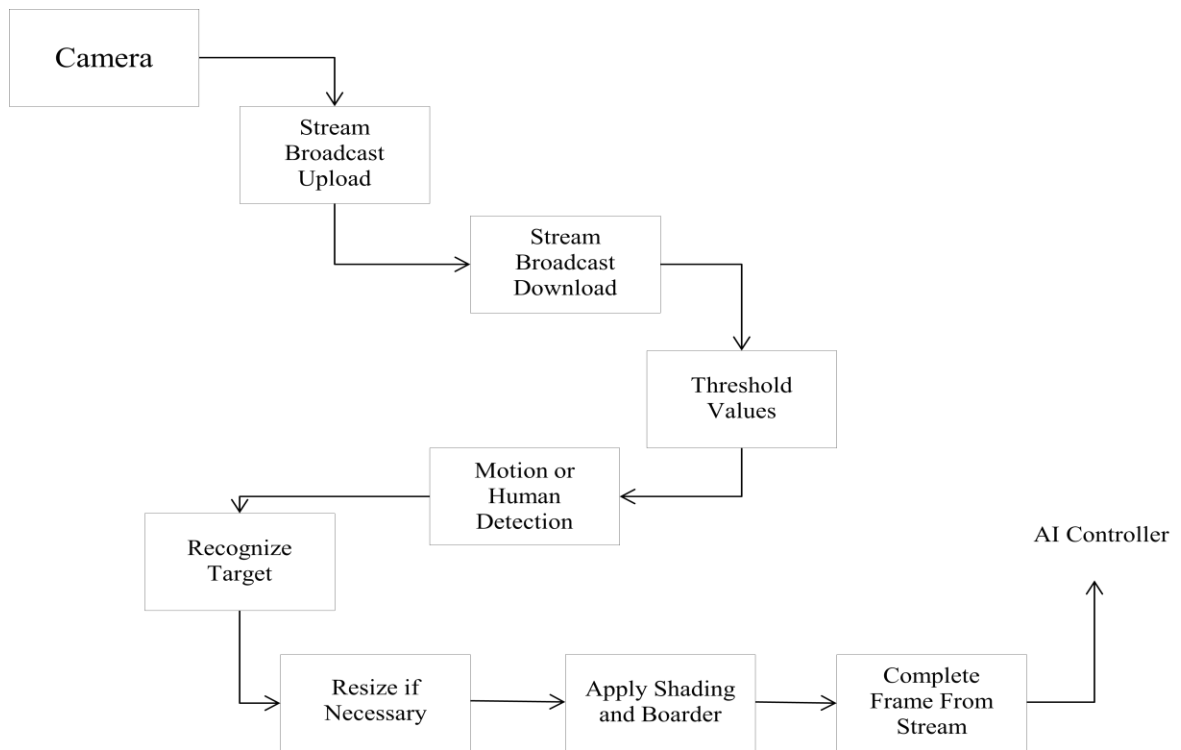 Camera
Stream
Broadcast
Upload
Stream
Broadcast
Download
Threshold
Values
Motion or
Human
Detection
Recognize
Target
AI Controller
Resize if
Necessary
Apply Shading
and Boarder
Complete
Frame From
Stream